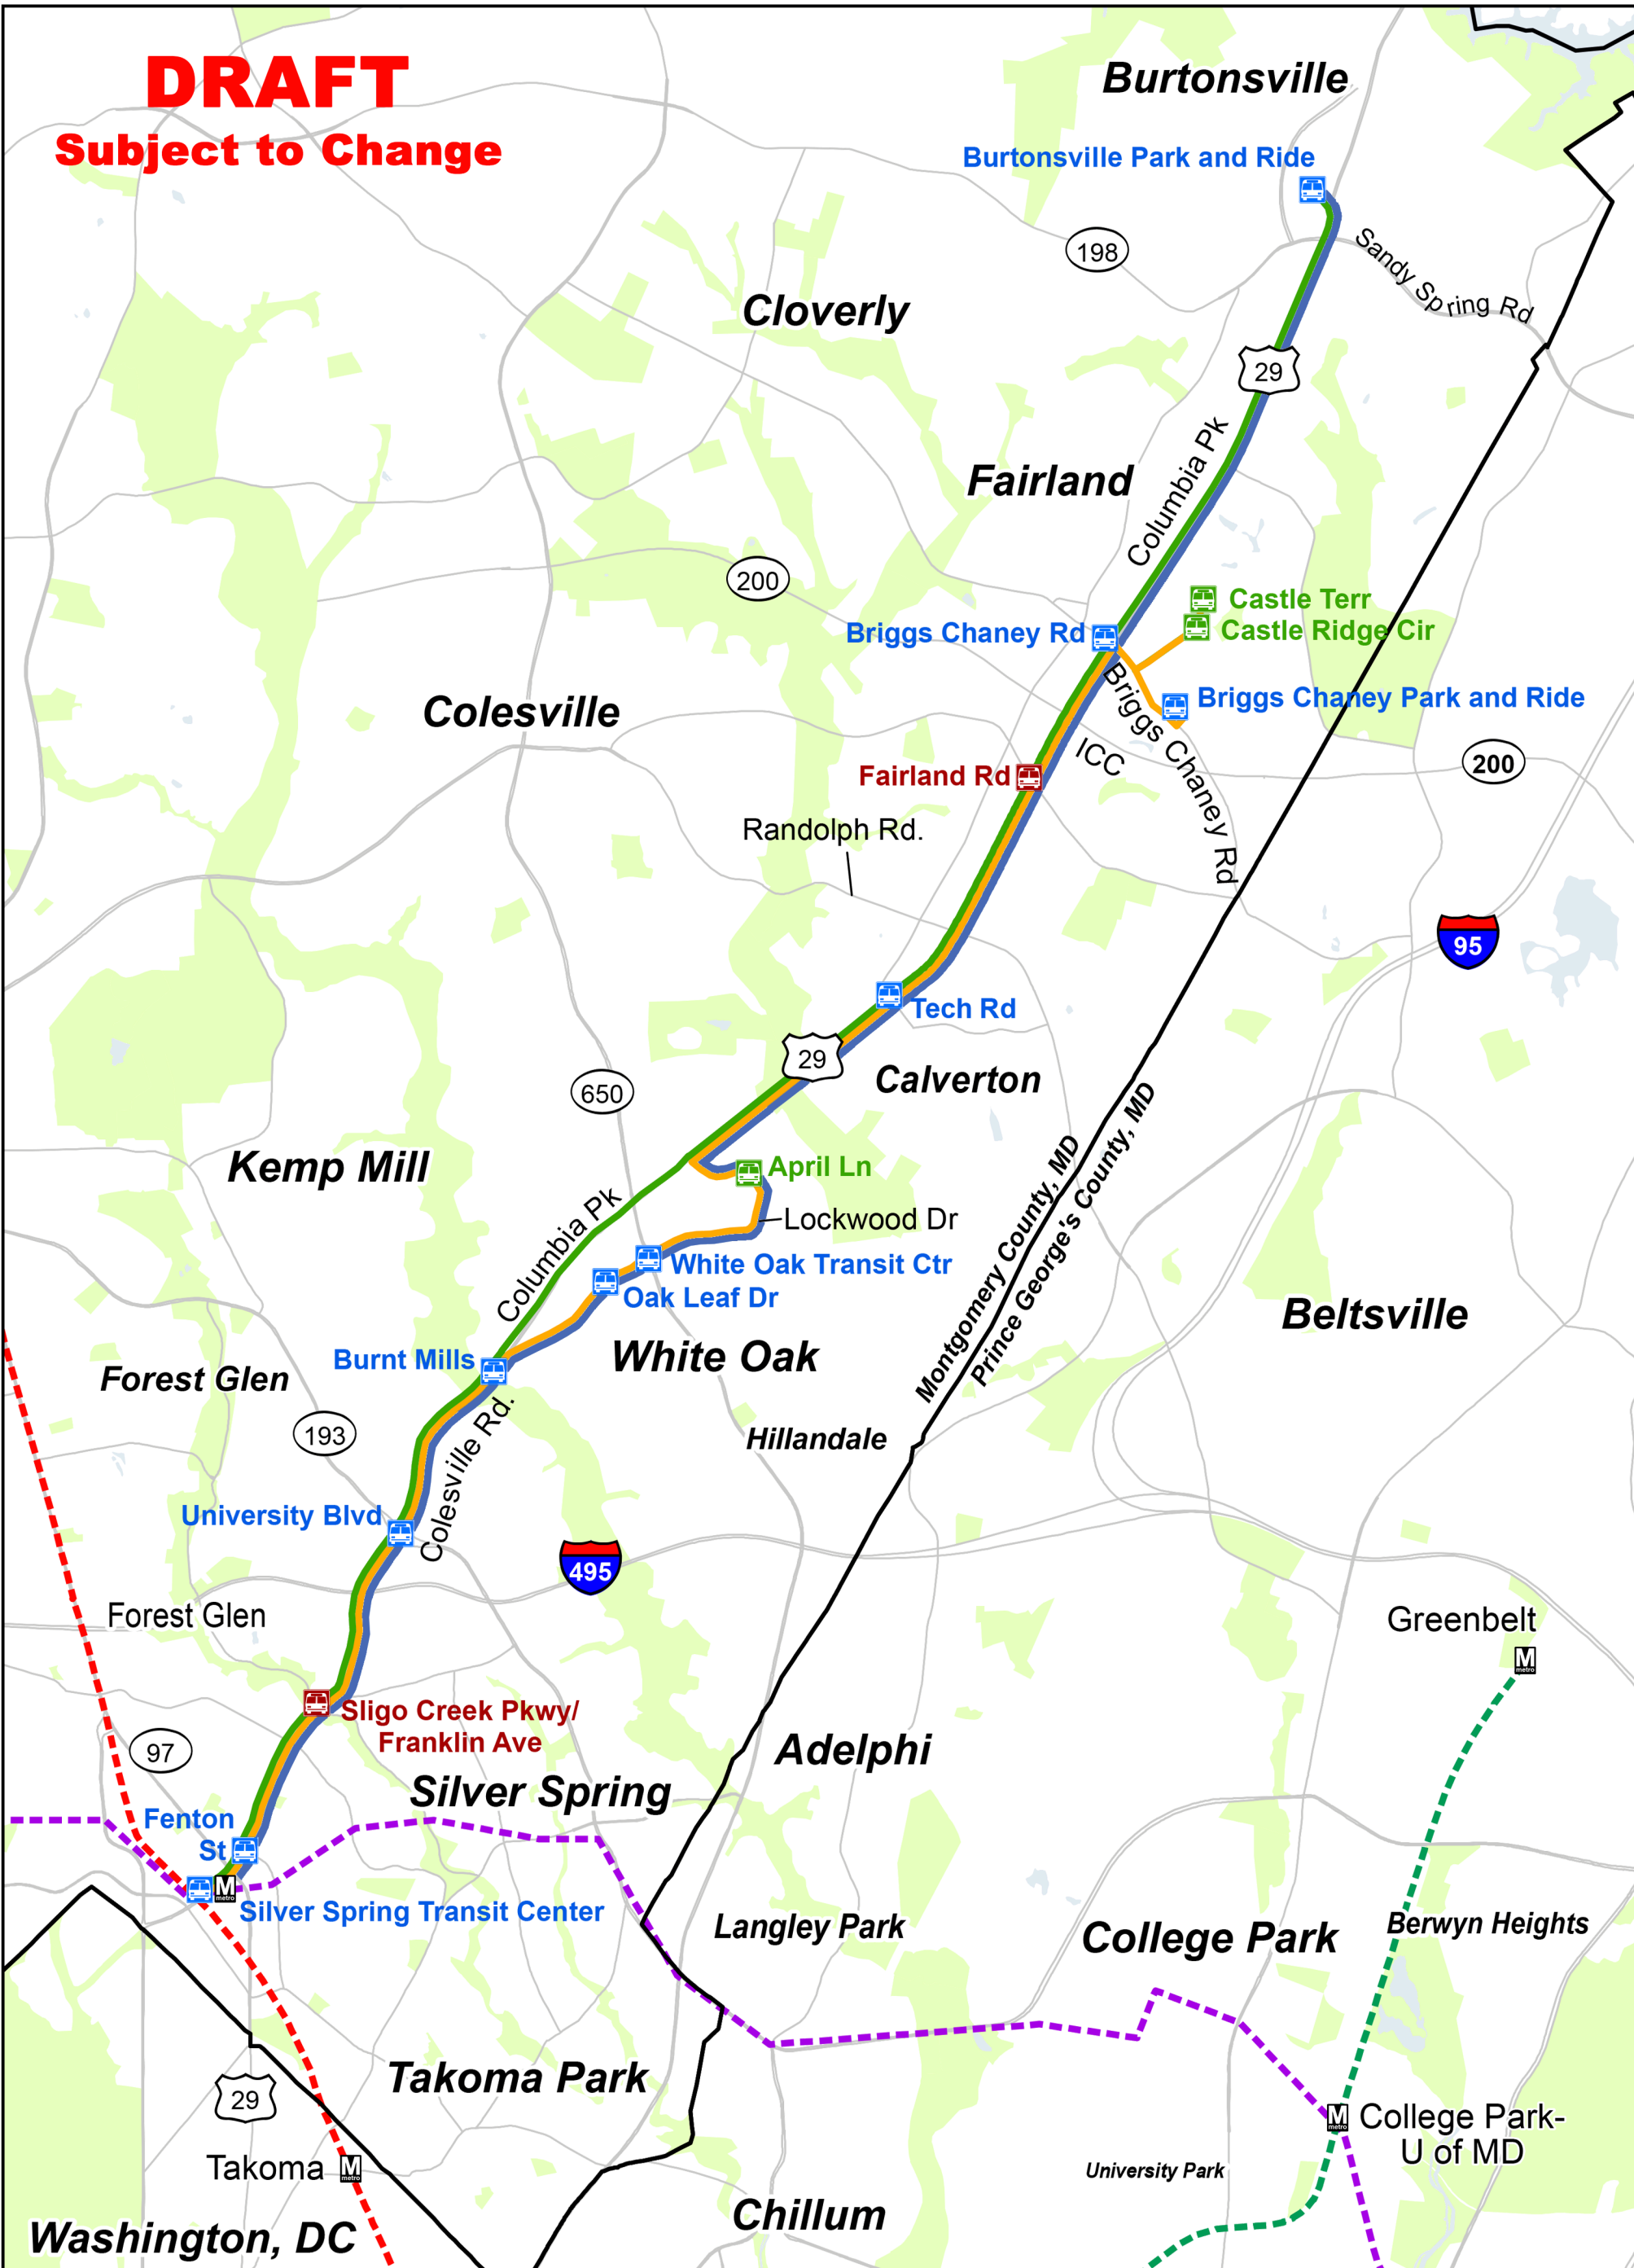 DRAFT
Subject to Change
Burtonsville
Burtonsville Park and Ride
198
Sandy Spring Rd
Cloverly
29
Columbia Pk
Fairland
200
Castle Terr
Briggs Chaney Rd
Castle Ridge Cir
Briggs Chaney Park and Ride
Briggs Chaney Rd
Colesville
ICC
200
Fairland Rd
Randolph Rd.
95
Tech Rd
29
Calverton
650
Kemp Mill
April Ln
Lockwood Dr
Columbia Pk
White Oak Transit Ctr
Oak Leaf Dr
Montgomery County, MD
Prince George's County, MD
Beltsville
Burnt Mills
White Oak
Forest Glen
193
Colesville Rd.
Hillandale
University Blvd
495
Forest Glen
Greenbelt
M
metro
Sligo Creek Pkwy/
Franklin Ave
97
Adelphi
Silver Spring
Fenton
St
M
metro
Silver Spring Transit Center
Langley Park
College Park
Berwyn Heights
Takoma Park
29
M
metro
College Park-
U of MD
Takoma
M
metro
University Park
Chillum
Washington, DC